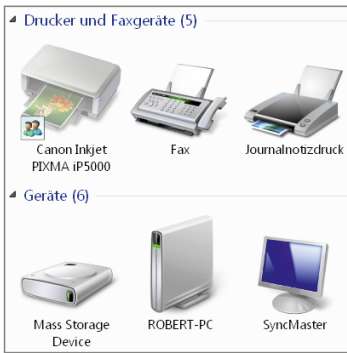 Drucker und Faxgeräte (5)
Canon Inkjet
PIXMA iP5000
Fax
Journalnotizdruck
Geräte (6)
Mass Storage
Device
ROBERT-PC
SyncMaster